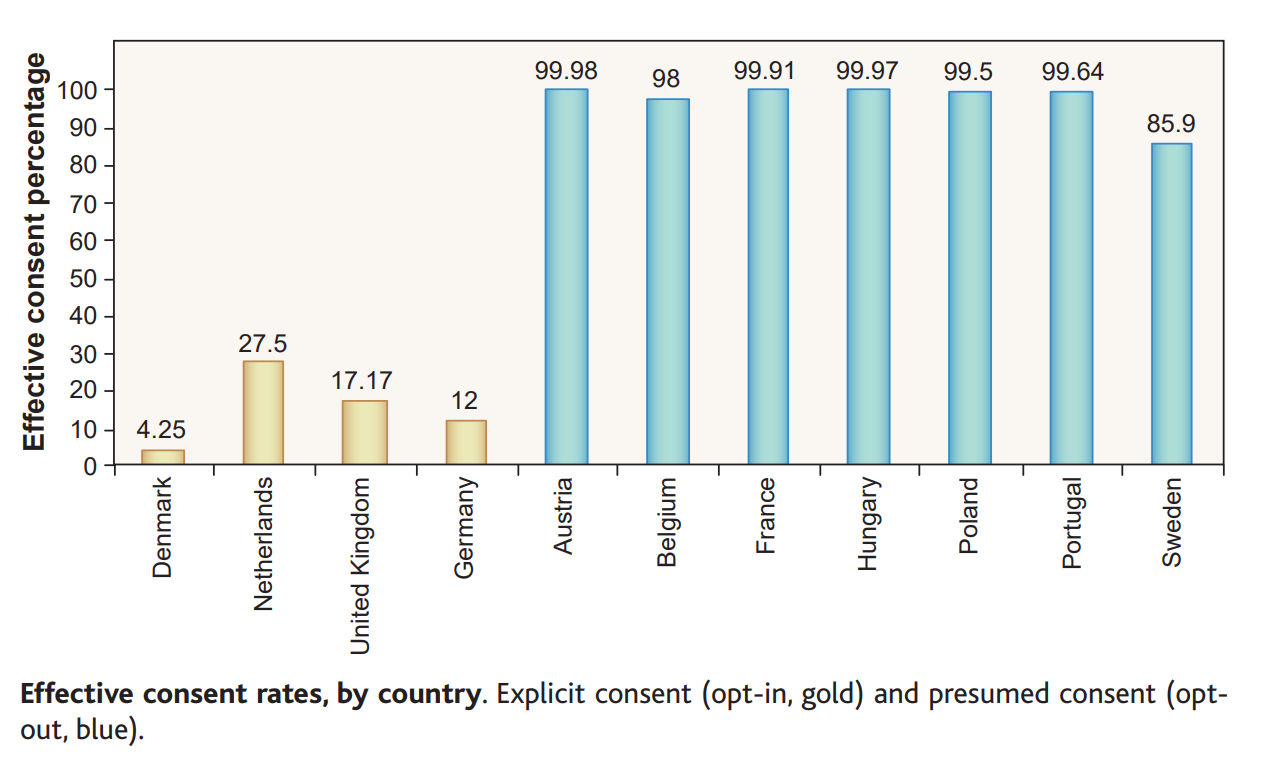 Effective consent percentage
100
90
80
70
60
50
40
30
20
10
0
4.25
27.5
17.17
12
99.98
98
99.91
99.97
99.5
99.64
85.9
Denmark
Netherlands
United Kingdom
Germany
Austria
Belgium
France
Hungary
Poland
Portugal
Sweden
Effective consent rates, by country. Explicit consent (opt-in, gold) and presumed consent (opt-
out, blue).